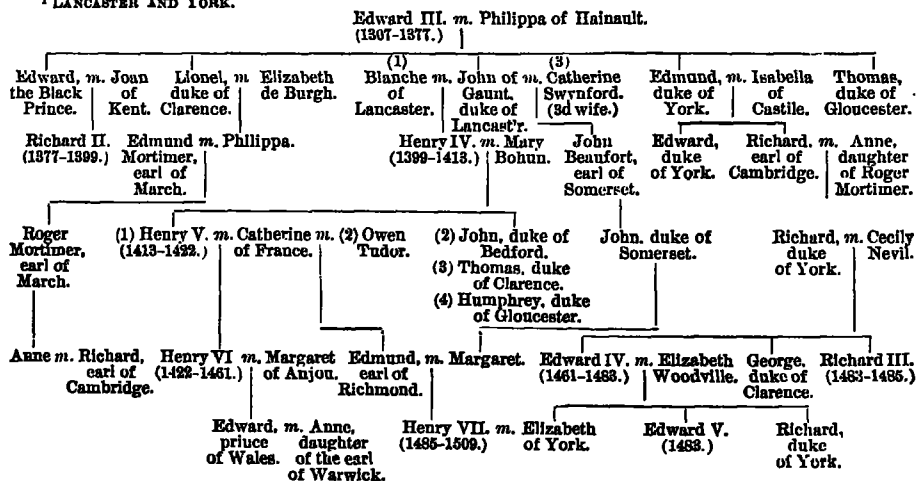 ¹ LANCASTER AND YORK.
Edward III. m. Philippa of Hainault.
(1307-1377.)
(1) (3)
Edward, m. Joan Lionel, m Elizabeth Blanche m. John of m. Catherine Edmund, m. Isabella Thomas,
the Black of duke of de Burgh. of Gaunt, Swynford. duke of of duke of
Prince. Kent. Clarence. Lancaster. duke of (3d wife.) York. Castile. Gloucester.
Lancast'r.
Richard II. Edmund m. Philippa. Henry IV. m. Mary John Edward, Richard, m. Anne,
(1377-1399.) Mortimer, (1399-1413.) Bohun. Beaufort, duke earl of daughter
earl of earl of of York. Cambridge. of Roger
March. Somerset. Mortimer.
Roger (1) Henry V. m. Catherine m. (2) Owen (2) John, duke of John, duke of Richard, m. Cecily
Mortimer, (1413-1422.) of France. Tudor. Bedford. Somerset. duke Nevil.
earl of (3) Thomas, duke of York.
March. of Clarence.
(4) Humphrey, duke
of Gloucester.
Anne m. Richard, Henry VI m. Margaret Edmund, m. Margaret. Edward IV. m. Elizabeth George, Richard III.
earl of (1422-1461.) of Anjou. earl of (1461-1483.) Woodville. duke of (1483-1485.)
Cambridge. Richmond. Clarence.
Edward, m. Anne, Henry VII. m. Elizabeth Edward V. Richard,
prince daughter (1485-1509.) of York. (1483.) duke
of Wales. of the earl of York.
of Warwick.